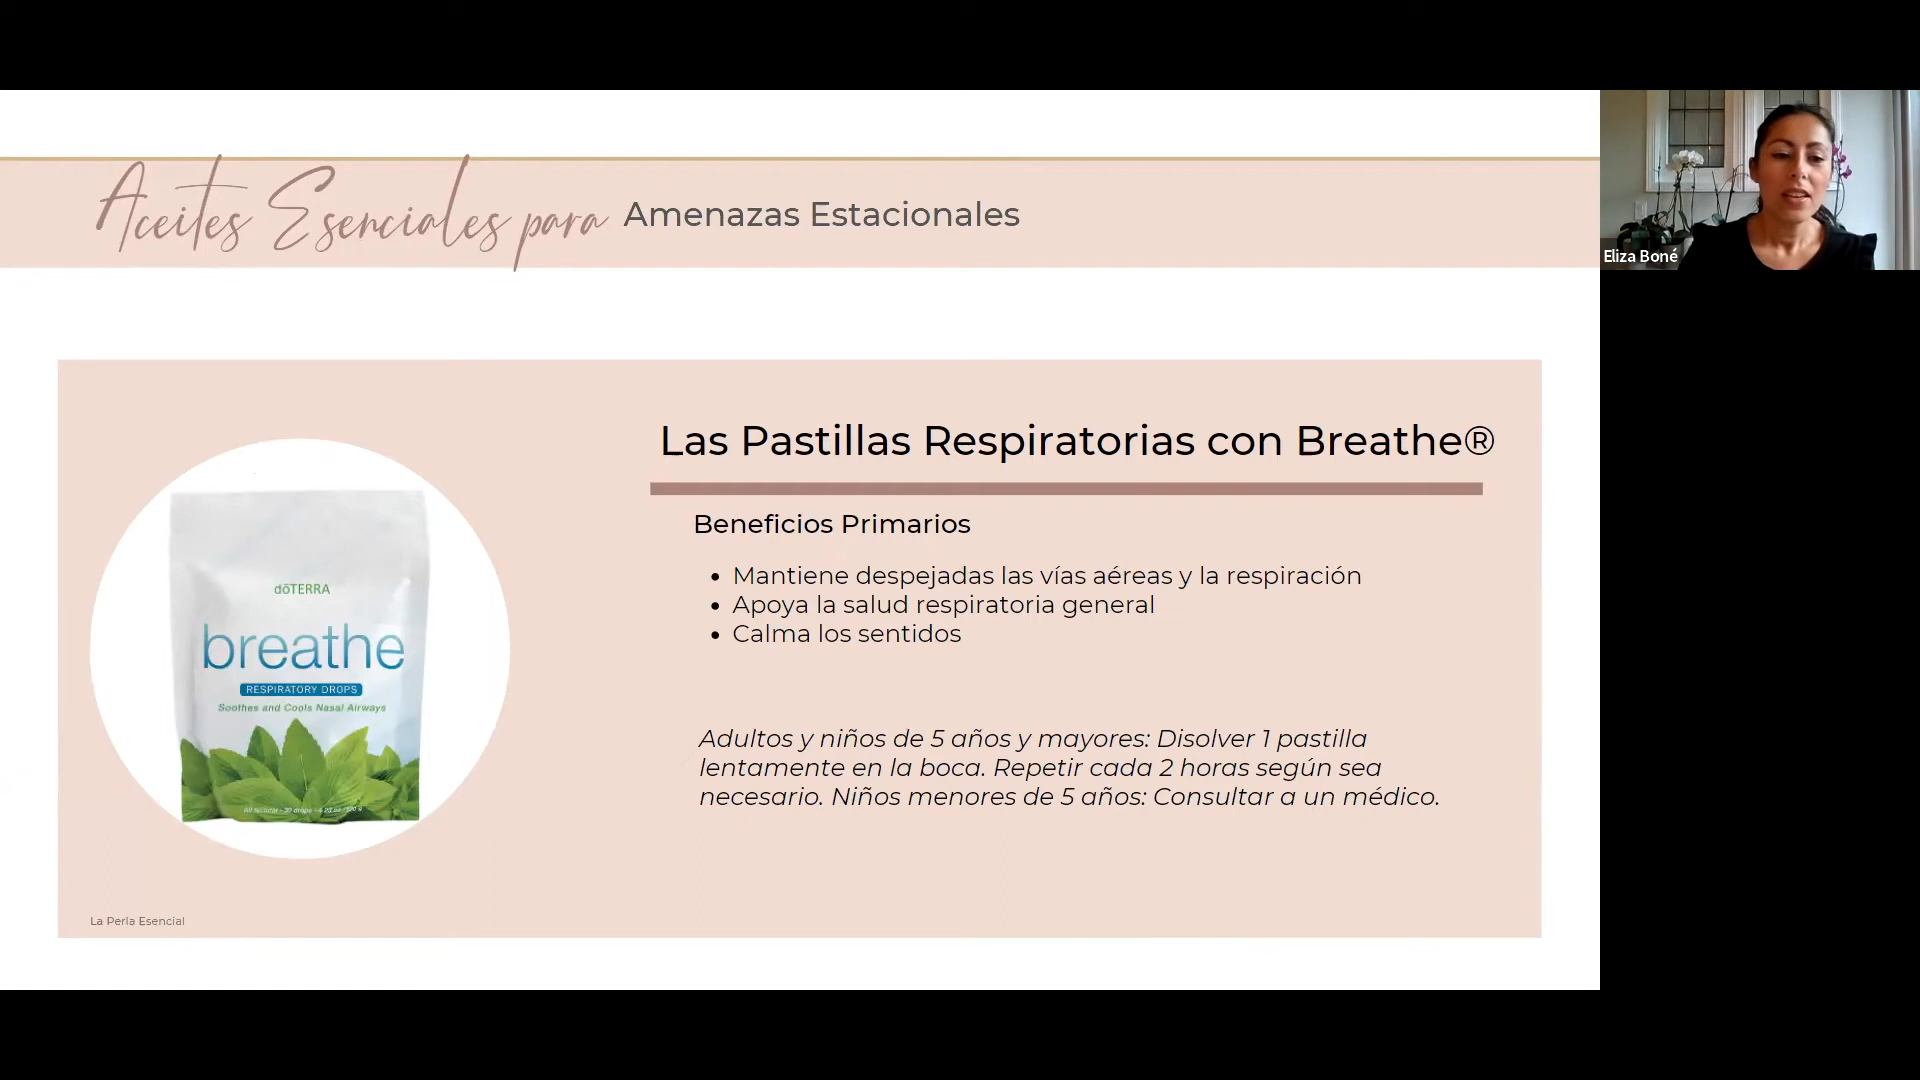 Aceites Esenciales para Amenazas Estacionales
Eliza Boné
Las Pastillas Respiratorias con Breathe®
Beneficios Primarios
• Mantiene despejadas las vías aéreas y la respiración
• Apoya la salud respiratoria general
• Calma los sentidos
Adultos y niños de 5 años y mayores: Disolver 1 pastilla
lentamente en la boca. Repetir cada 2 horas según sea
necesario. Niños menores de 5 años: Consultar a un médico.
dōTERRA
breathe
RESPIRATORY DROPS
Soothes and Cools Nasal Airways
La Perla Esencial